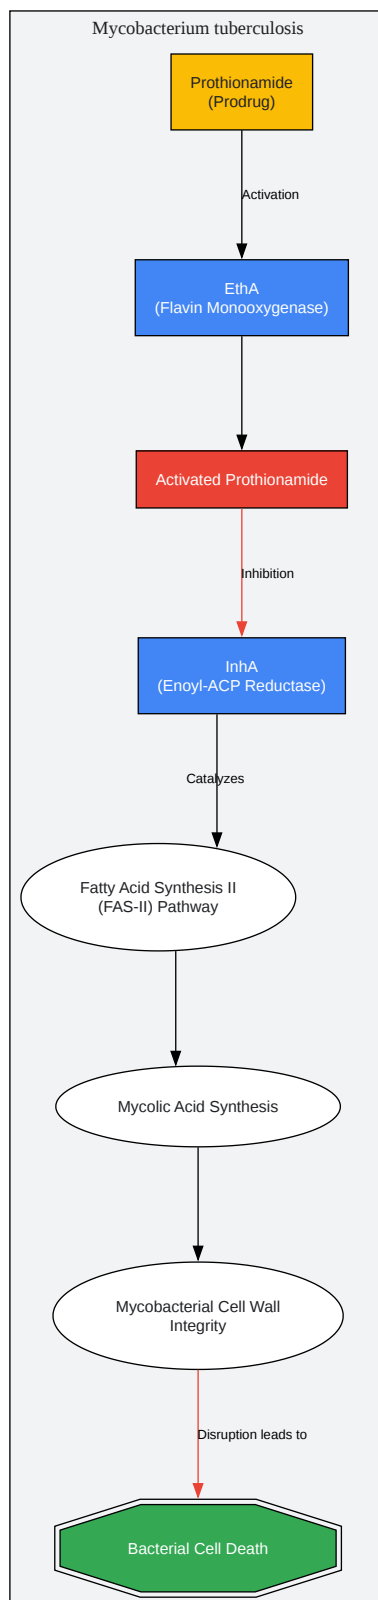 Mycobacterium tuberculosis
Prothionamide
(Prodrug)
Activation
EthA
(Flavin Monooxygenase)
Activated Prothionamide
Inhibition
InhA
(Enoyl-ACP Reductase)
Catalyzes
Fatty Acid Synthesis II
(FAS-II) Pathway
Mycolic Acid Synthesis
Mycobacterial Cell Wall
Integrity
Disruption leads to
Bacterial Cell Death